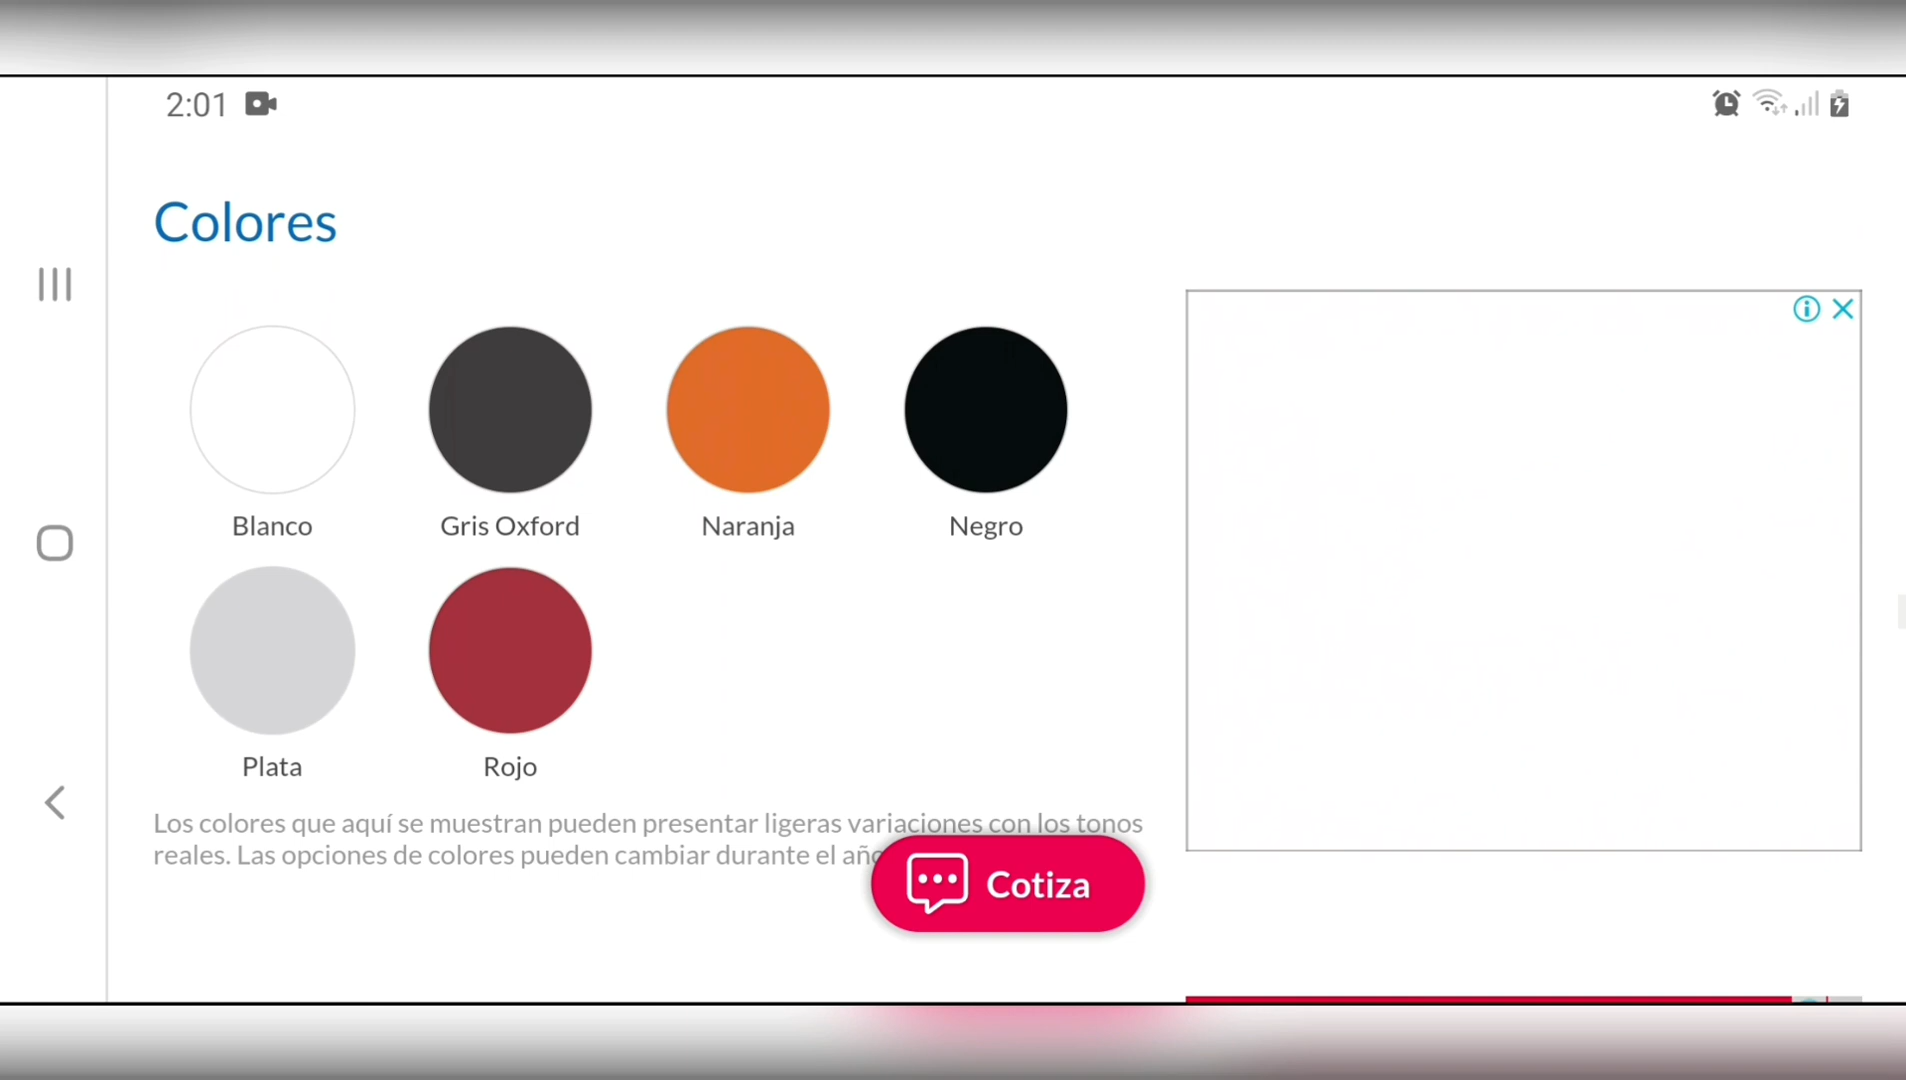 2:01
Colores
Blanco
Gris Oxford
Naranja
Negro
Plata
Rojo
Los colores que aquí se muestran pueden presentar ligeras variaciones con los tonos
reales. Las opciones de colores pueden cambiar durante el año
Cotiza